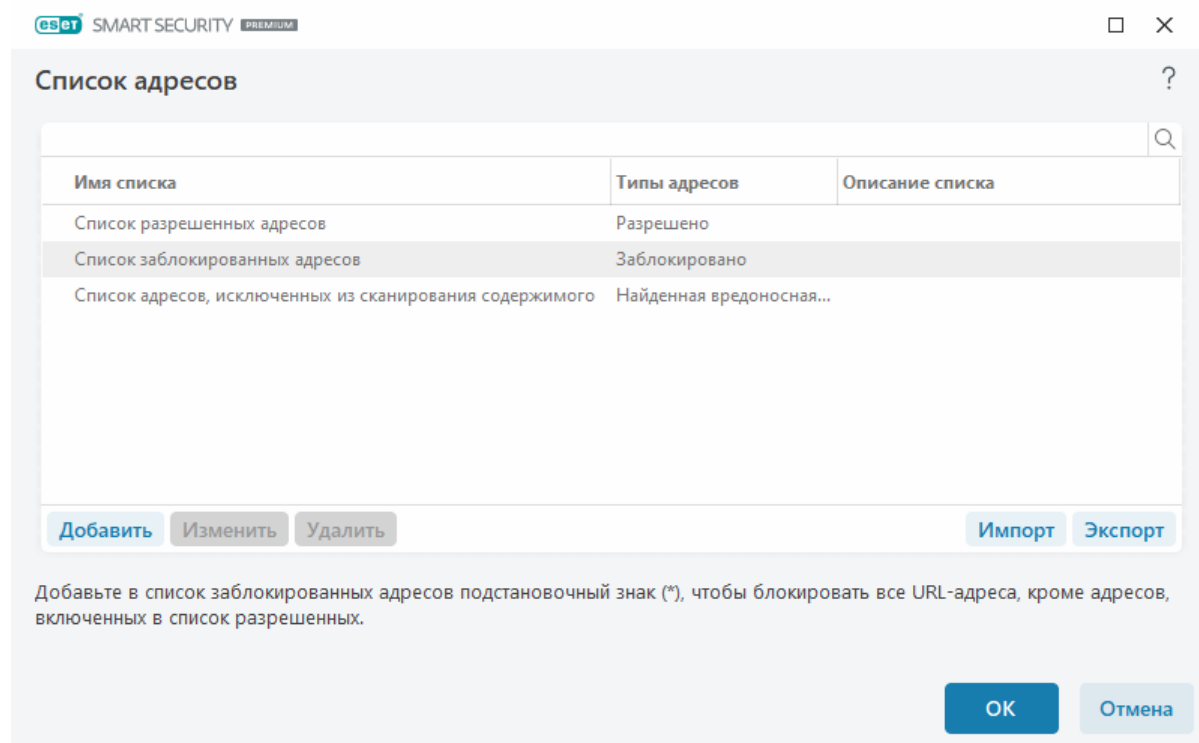 eset SMART SECURITY PREMIUM
Список адресов
?
Имя списка Типы адресов Описание списка
Список разрешенных адресов Разрешено
Список заблокированных адресов Заблокировано
Список адресов, исключенных из сканирования содержимого Найденная вредоносная...
Добавить Изменить Удалить Импорт Экспорт
Добавьте в список заблокированных адресов подстановочный знак (*), чтобы блокировать все URL-адреса, кроме адресов,
включенных в список разрешенных.
ОК Отмена